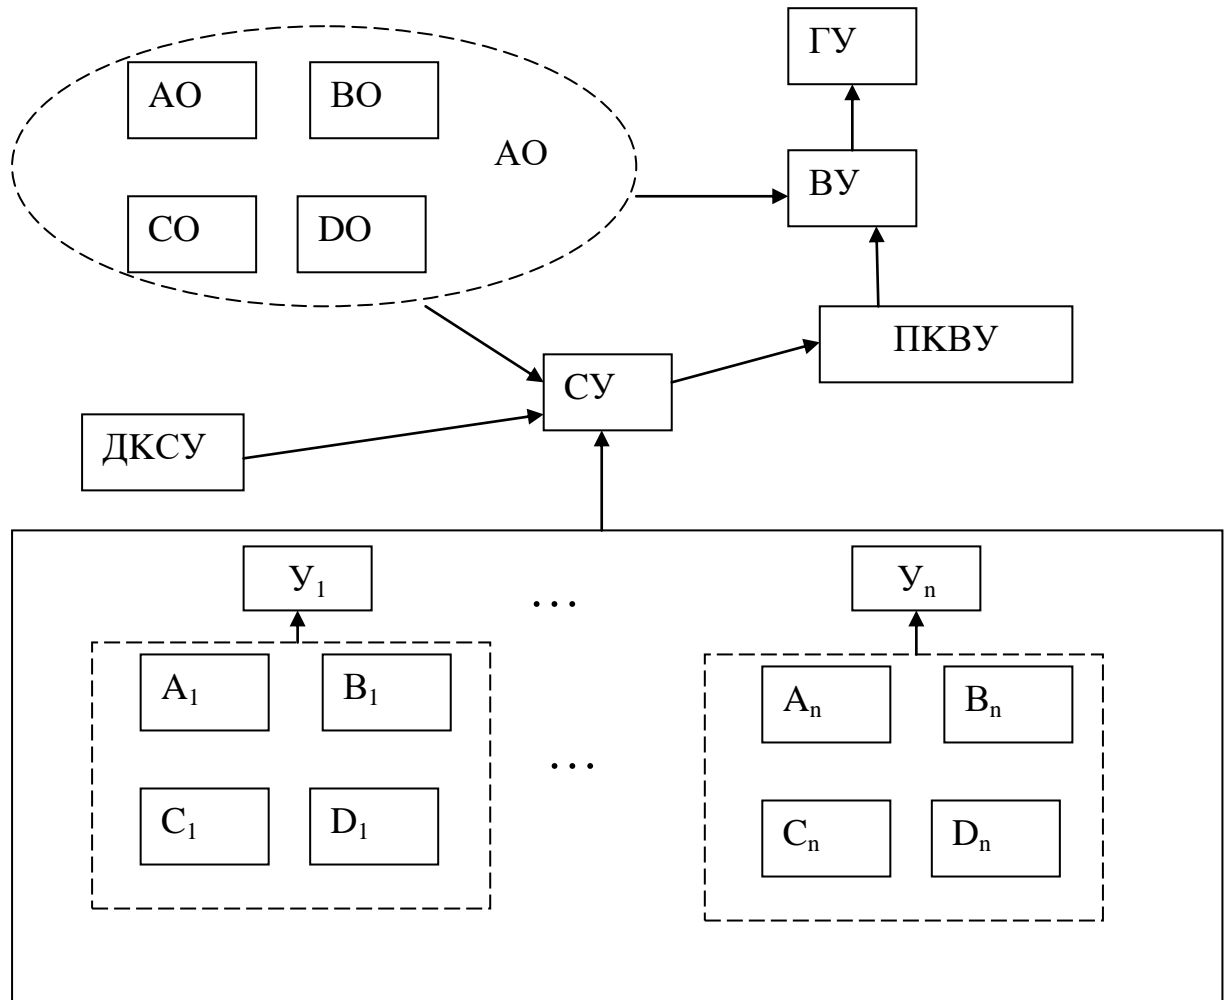 ГУ
АО
ВО
АО
ВУ
СО
DO
ПКВУ
СУ
ДКСУ
У1
...
Уn
A1
B1
An
Bn
...
C1
D1
Cn
Dn